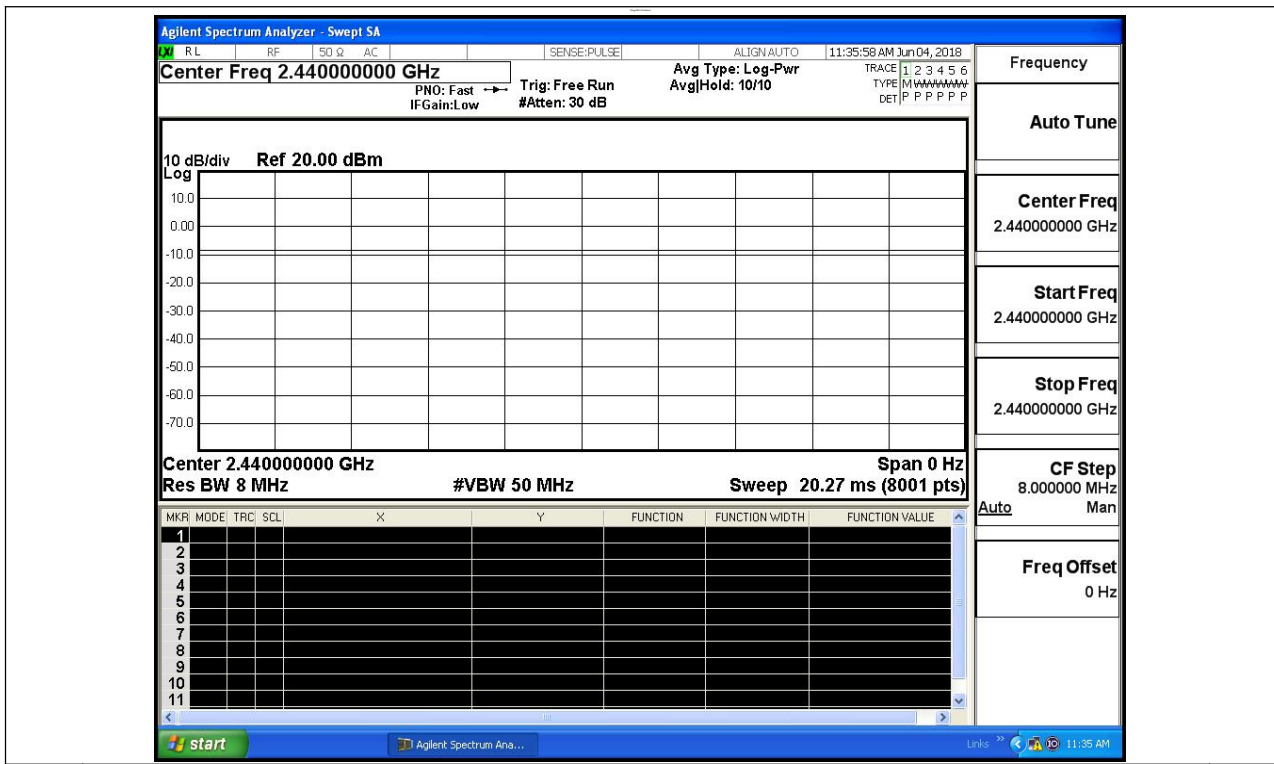 Agilent Spectrum Analyzer - Swept SA
LXI RL RF 50 Ω AC SENSE:PULSE ALIGN AUTO 11:35:58 AM Jun 04, 2018
Center Freq 2.440000000 GHz
PNO: Fast
IFGain:Low
Trig: Free Run
#Atten: 30 dB
Avg Type: Log-Pwr
Avg|Hold: 10/10
TRACE 1 2 3 4 5 6
TYPE M WWWWW
DET P P P P P P
10 dB/div Ref 20.00 dBm
Log
10.0
0.00
-10.0
-20.0
-30.0
-40.0
-50.0
-60.0
-70.0
Center 2.440000000 GHz Span 0 Hz
Res BW 8 MHz #VBW 50 MHz Sweep 20.27 ms (8001 pts)
MKR MODE TRC SCL X Y FUNCTION FUNCTION WIDTH FUNCTION VALUE
1
2
3
4
5
6
7
8
9
10
11
Frequency
Auto Tune
Center Freq
2.440000000 GHz
Start Freq
2.440000000 GHz
Stop Freq
2.440000000 GHz
CF Step
8.000000 MHz
Auto Man
Freq Offset
0 Hz
start Agilent Spectrum Ana... Links » 11:35 AM